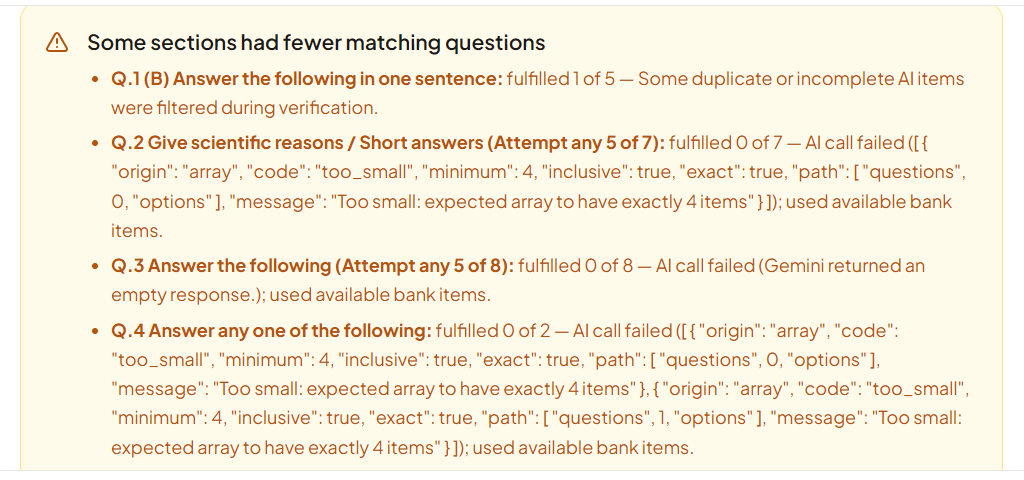 Some sections had fewer matching questions
• Q.1 (B) Answer the following in one sentence: fulfilled 1 of 5 — Some duplicate or incomplete AI items
were filtered during verification.
• Q.2 Give scientific reasons / Short answers (Attempt any 5 of 7): fulfilled 0 of 7 — AI call failed ([ {
"origin": "array", "code": "too_small", "minimum": 4, "inclusive": true, "exact": true, "path": [ "questions",
0, "options" ], "message": "Too small: expected array to have exactly 4 items" } ]); used available bank
items.
• Q.3 Answer the following (Attempt any 5 of 8): fulfilled 0 of 8 — AI call failed (Gemini returned an
empty response.); used available bank items.
• Q.4 Answer any one of the following: fulfilled 0 of 2 — AI call failed ([ { "origin": "array", "code":
"too_small", "minimum": 4, "inclusive": true, "exact": true, "path": [ "questions", 0, "options" ],
"message": "Too small: expected array to have exactly 4 items" }, { "origin": "array", "code": "too_small",
"minimum": 4, "inclusive": true, "exact": true, "path": [ "questions", 1, "options" ], "message": "Too small:
expected array to have exactly 4 items" } ]); used available bank items.